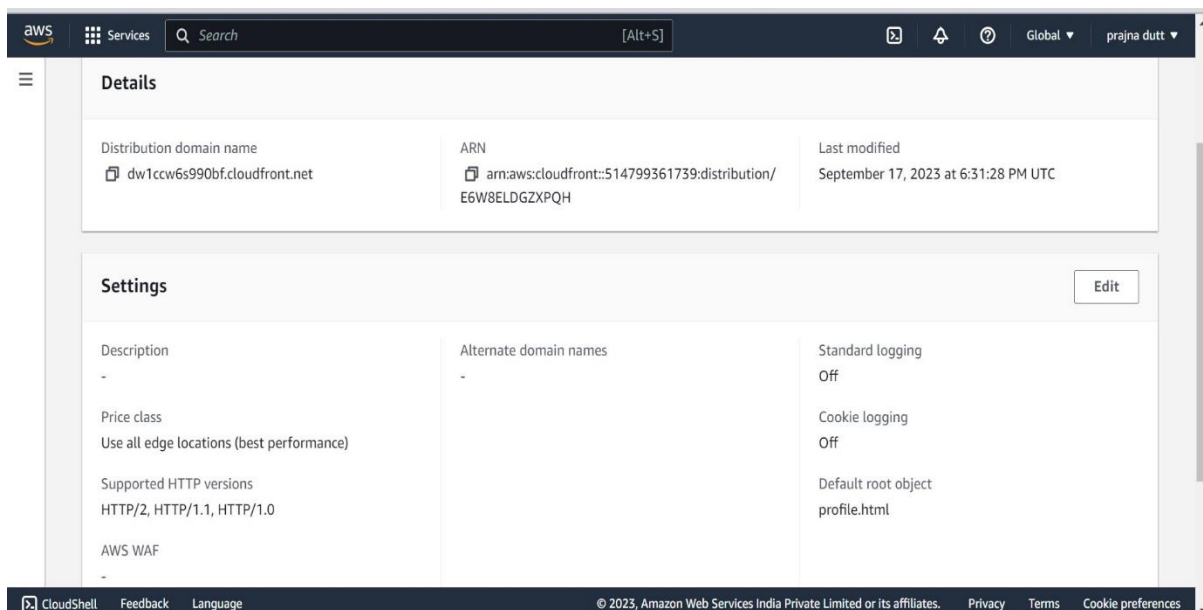 aws
Services
Search
[Alt+S]
Global
prajna dutt
Details
Distribution domain name
dw1ccw6s990bf.cloudfront.net
ARN
arn:aws:cloudfront::514799361739:distribution/
E6W8ELDGZXPQH
Last modified
September 17, 2023 at 6:31:28 PM UTC
Settings
Edit
Description
-
Price class
Use all edge locations (best performance)
Supported HTTP versions
HTTP/2, HTTP/1.1, HTTP/1.0
AWS WAF
-
Alternate domain names
-
Standard logging
Off
Cookie logging
Off
Default root object
profile.html
CloudShell
Feedback
Language
© 2023, Amazon Web Services India Private Limited or its affiliates.
Privacy
Terms
Cookie preferences